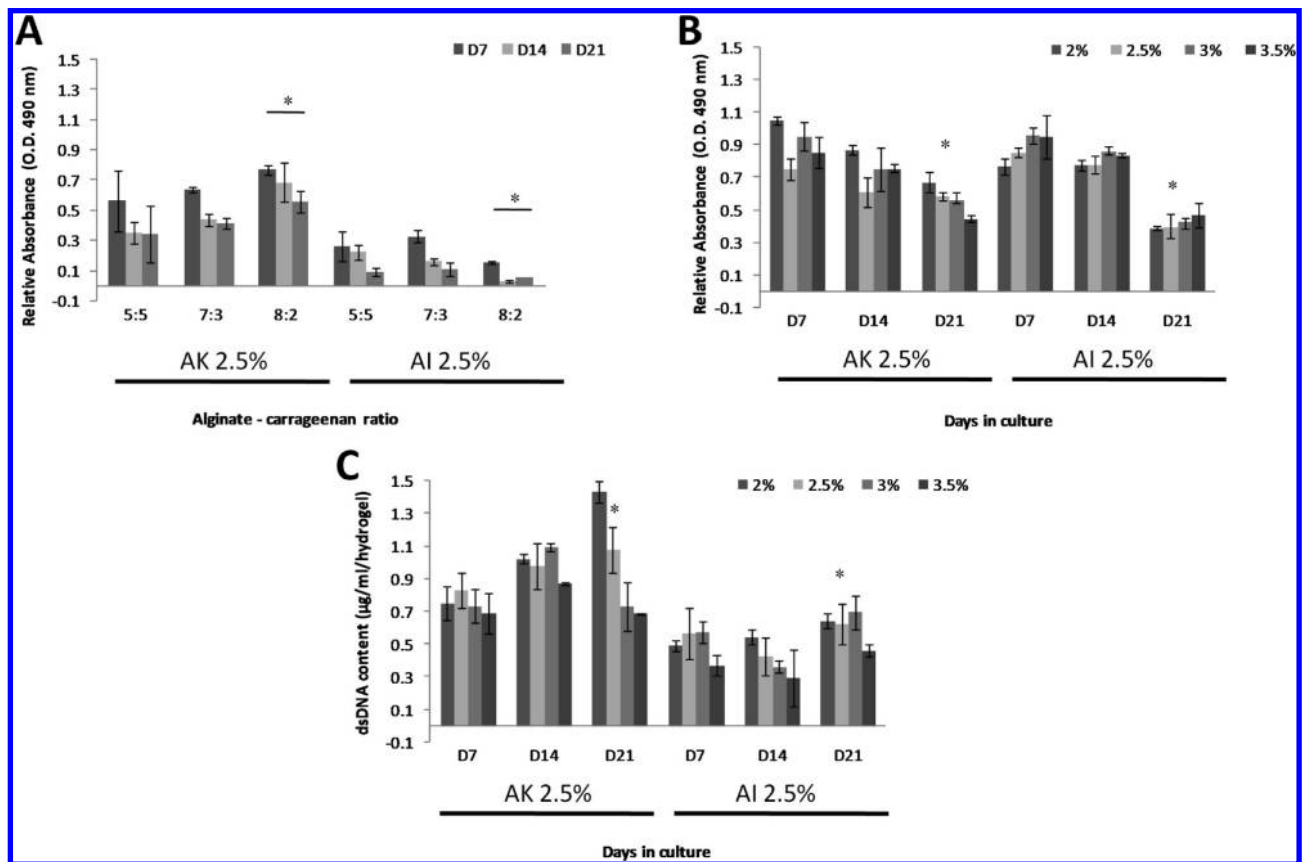 A
D7 D14 D21
Relative Absorbance (O.D. 490 nm)
1.5
1.3
1.1
0.9
0.7
0.5
0.3
0.1
-0.1
*
*
5:5 7:3 8:2 5:5 7:3 8:2
AK 2.5% AI 2.5%
Alginate - carrageenan ratio
B
2% 2.5% 3% 3.5%
Relative Absorbance (O.D. 490 nm)
1.5
1.3
1.1
0.9
0.7
0.5
0.3
0.1
-0.1
*
*
D7 D14 D21 D7 D14 D21
AK 2.5% AI 2.5%
Days in culture
C
2% 2.5% 3% 3.5%
dsDNA content (µg/ml/hydrogel)
1.5
1.3
1.1
0.9
0.7
0.5
0.3
0.1
-0.1
*
*
D7 D14 D21 D7 D14 D21
AK 2.5% AI 2.5%
Days in culture